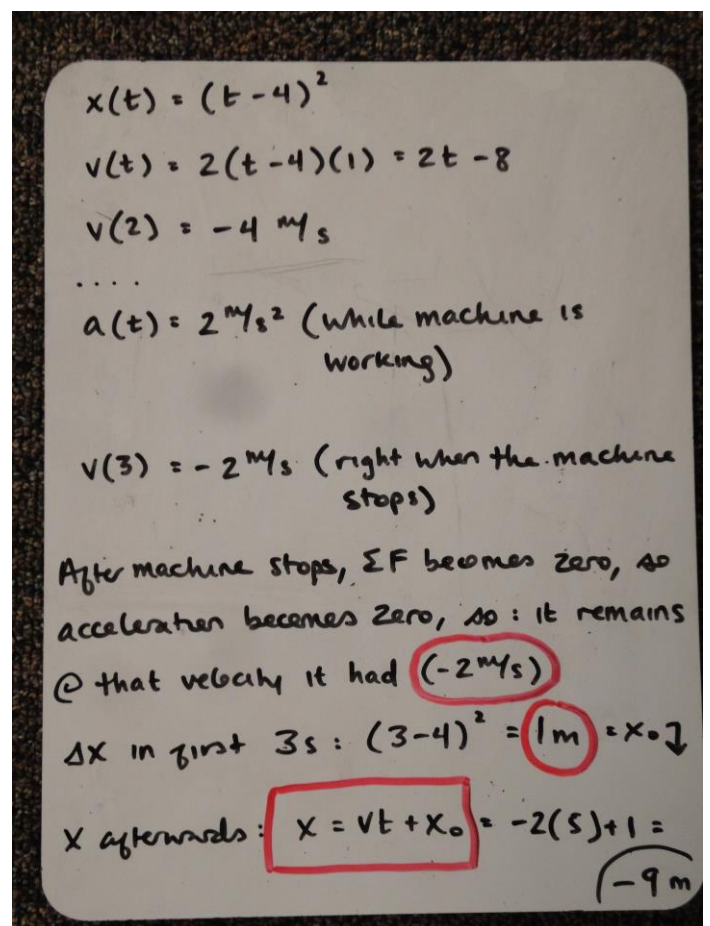 x(t) = (t-4)²
v(t) = 2(t-4)(1) = 2t-8
v(2) = -4 m/s
....
a(t) = 2 m/s² (while machine is
working)
v(3) = -2 m/s (right when the machine
stops)
After machine stops, ΣF becomes zero, so
acceleration becomes zero, so: it remains
@ that velocity it had (-2 m/s)
Δx in first 3s: (3-4)² = 1m = x₀ ↴
X afterwards: x = vt + x₀ = -2(5)+1 =
-9 m